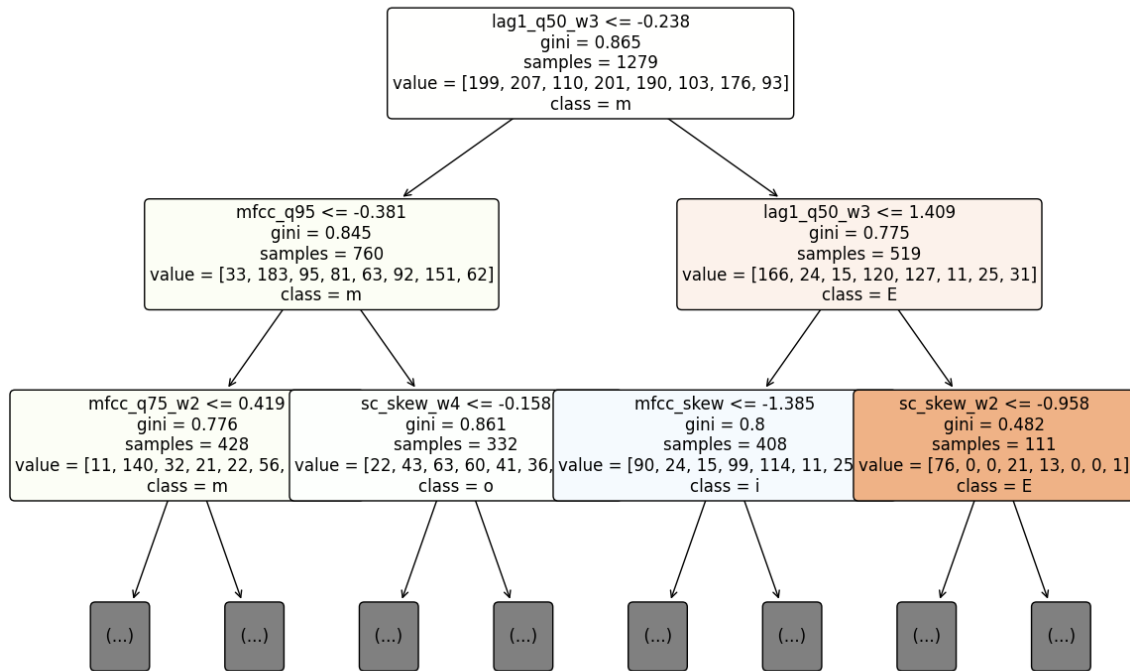 lag1_q50_w3 <= -0.238
gini = 0.865
samples = 1279
value = [199, 207, 110, 201, 190, 103, 176, 93]
class = m
mfcc_q95 <= -0.381
gini = 0.845
samples = 760
value = [33, 183, 95, 81, 63, 92, 151, 62]
class = m
lag1_q50_w3 <= 1.409
gini = 0.775
samples = 519
value = [166, 24, 15, 120, 127, 11, 25, 31]
class = E
mfcc_q75_w2 <= 0.419
gini = 0.776
samples = 428
value = [11, 140, 32, 21, 22, 56,
class = m
sc_skew_w4 <= -0.158
gini = 0.861
samples = 332
value = [22, 43, 63, 60, 41, 36,
class = o
mfcc_skew <= -1.385
gini = 0.8
samples = 408
value = [90, 24, 15, 99, 114, 11, 25
class = i
sc_skew_w2 <= -0.958
gini = 0.482
samples = 111
value = [76, 0, 0, 21, 13, 0, 0, 1]
class = E
(...)
(...)
(...)
(...)
(...)
(...)
(...)
(...)